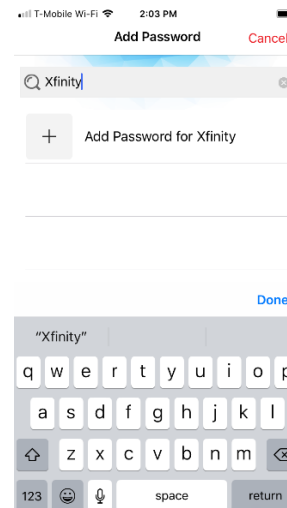 T-Mobile Wi-Fi 2:03 PM
Add Password Cancel
Xfinity
+ Add Password for Xfinity
Done
“Xfinity”
q w e r t y u i o p
a s d f g h j k l
z x c v b n m
123 space return